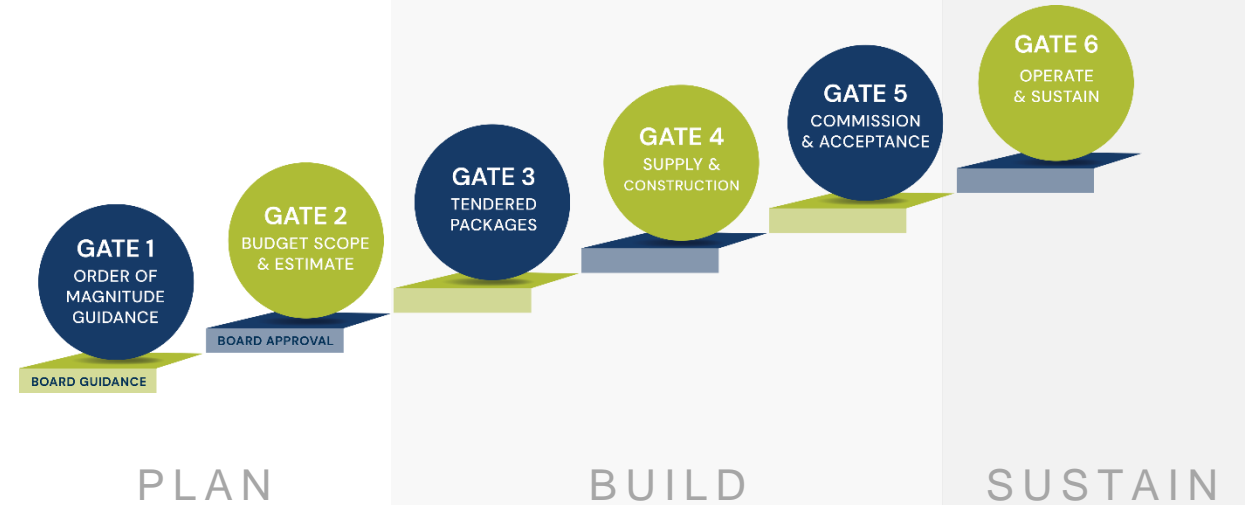 GATE 1
ORDER OF
MAGNITUDE
GUIDANCE
BOARD GUIDANCE
GATE 2
BUDGET SCOPE
& ESTIMATE
BOARD APPROVAL
GATE 3
TENDERED
PACKAGES
GATE 4
SUPPLY &
CONSTRUCTION
GATE 5
COMMISSION
& ACCEPTANCE
GATE 6
OPERATE
& SUSTAIN
PLAN
BUILD
SUSTAIN